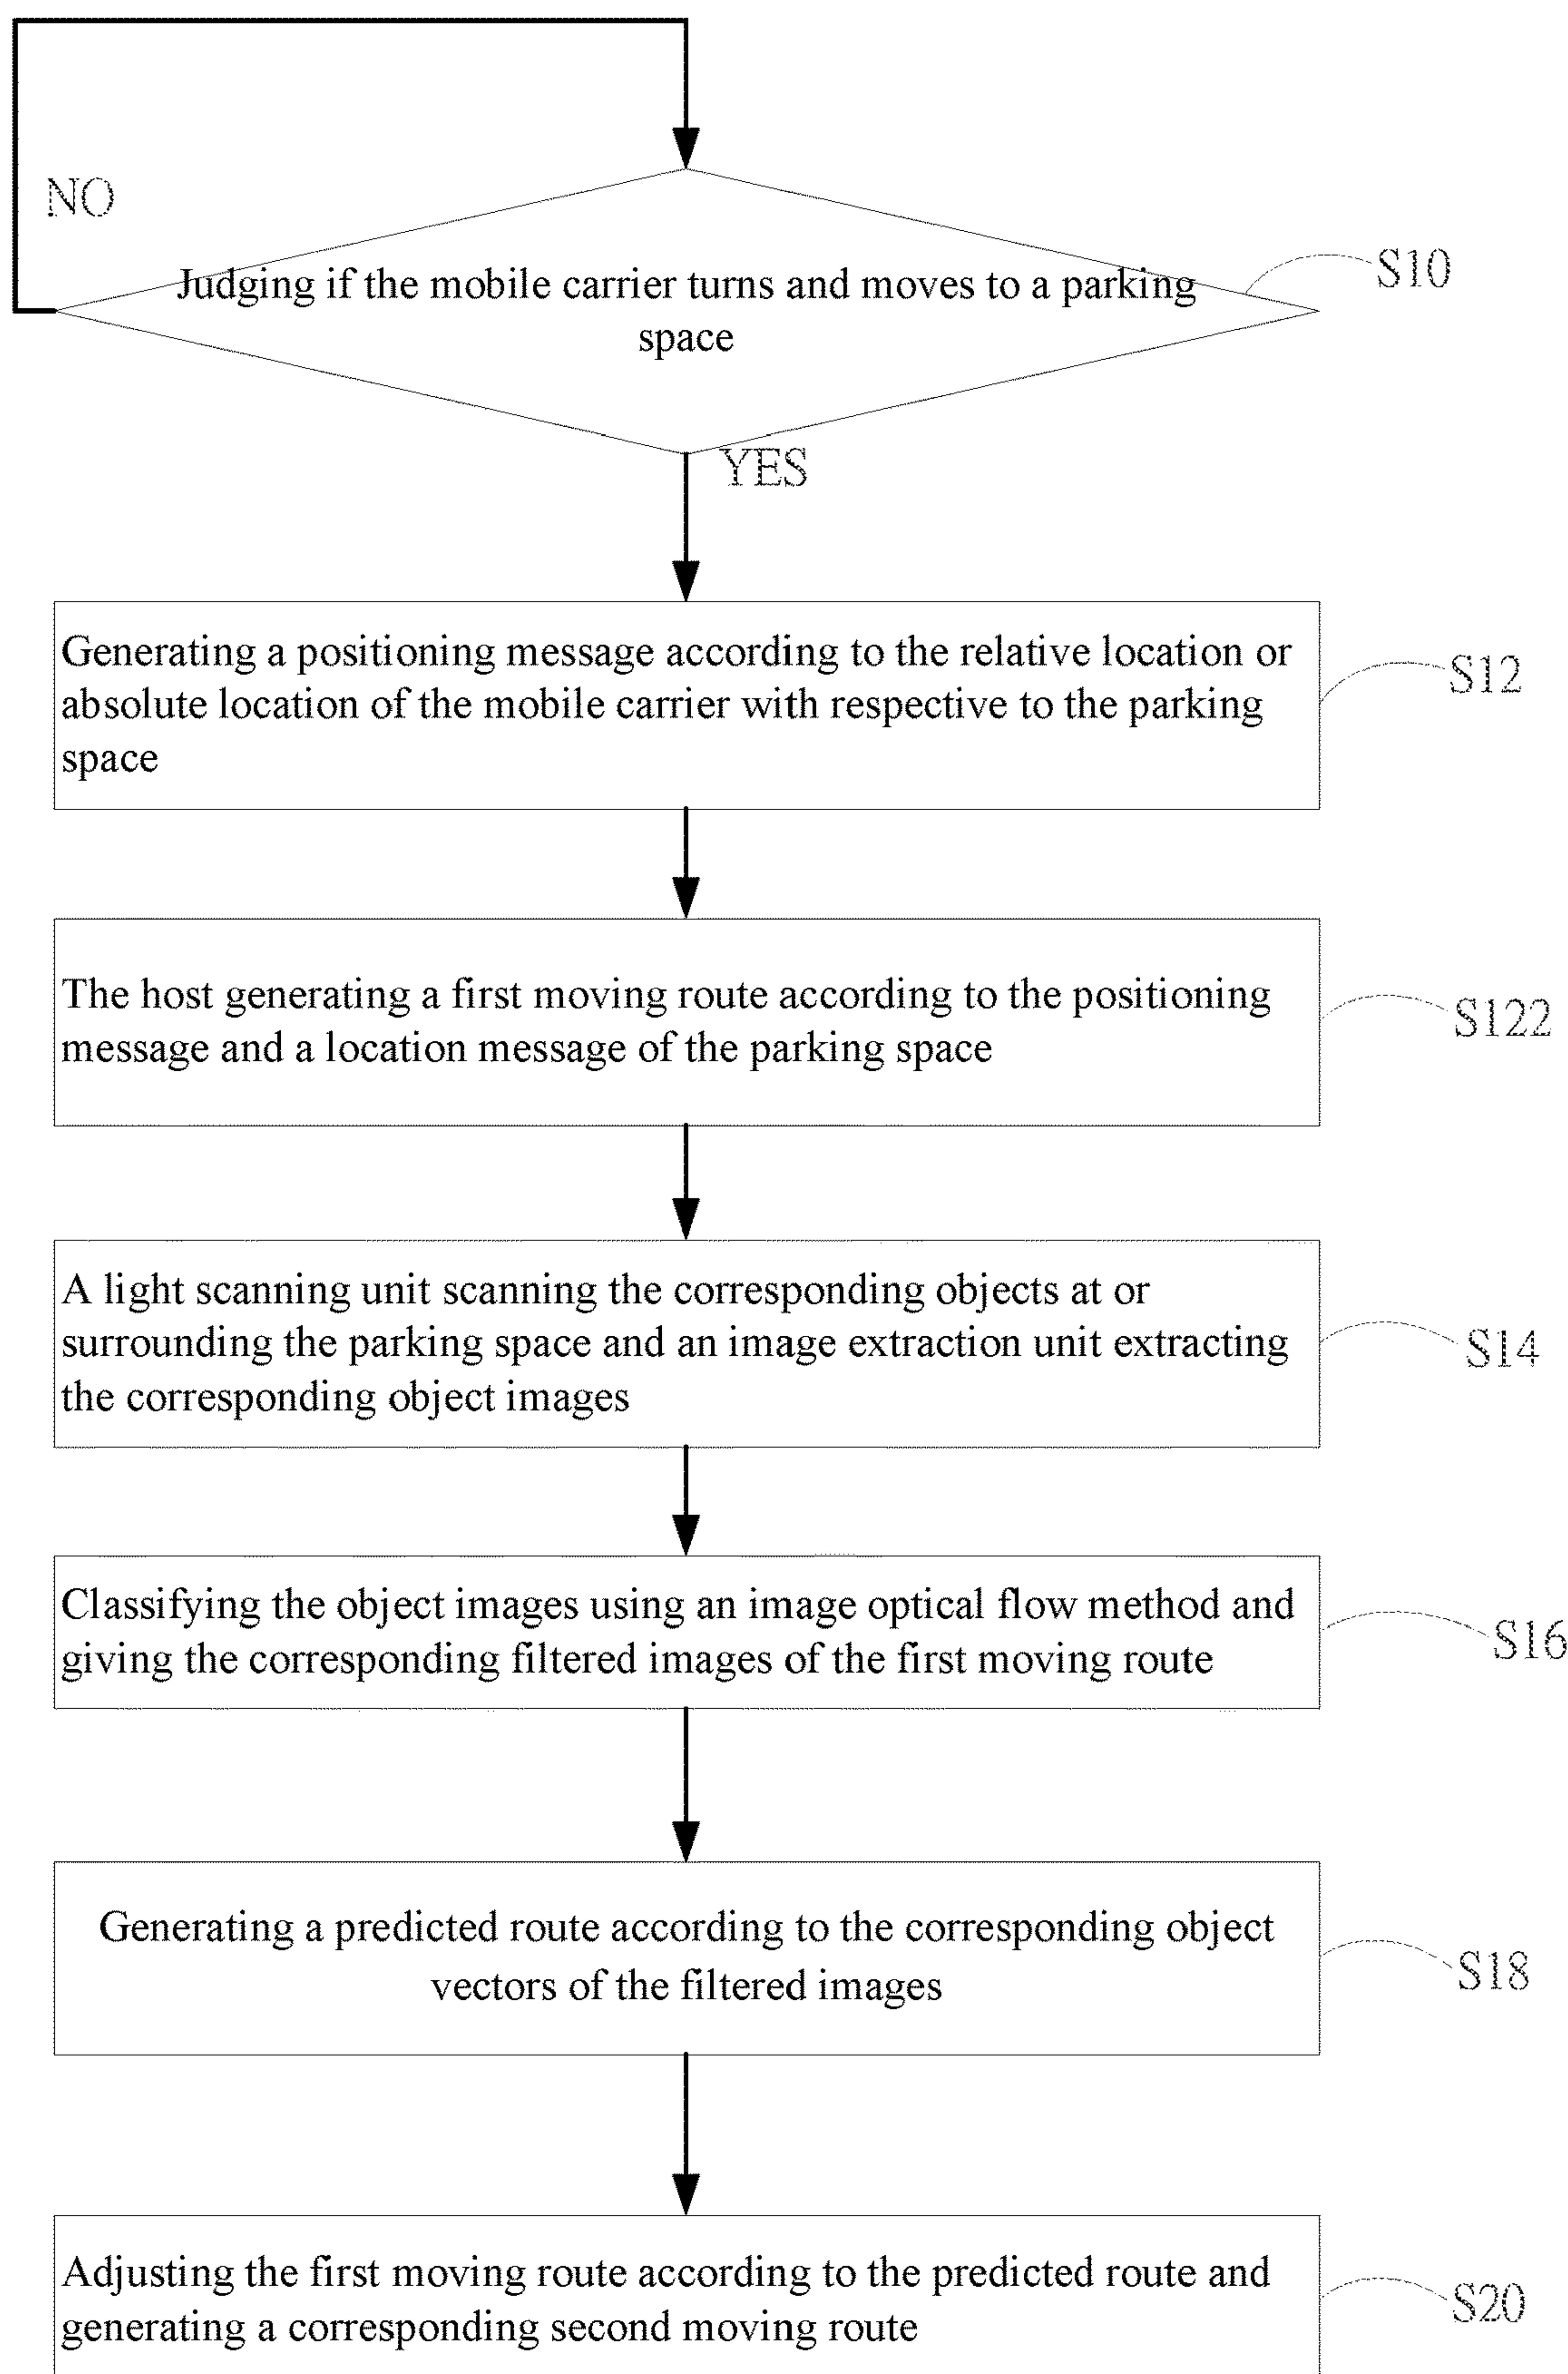 NO
Judging if the mobile carrier turns and moves to a parking
space
S10
YES
Generating a positioning message according to the relative location or
absolute location of the mobile carrier with respective to the parking
space
S12
The host generating a first moving route according to the positioning
message and a location message of the parking space
S122
A light scanning unit scanning the corresponding objects at or
surrounding the parking space and an image extraction unit extracting
the corresponding object images
S14
Classifying the object images using an image optical flow method and
giving the corresponding filtered images of the first moving route
S16
Generating a predicted route according to the corresponding object
vectors of the filtered images
S18
Adjusting the first moving route according to the predicted route and
generating a corresponding second moving route
S20